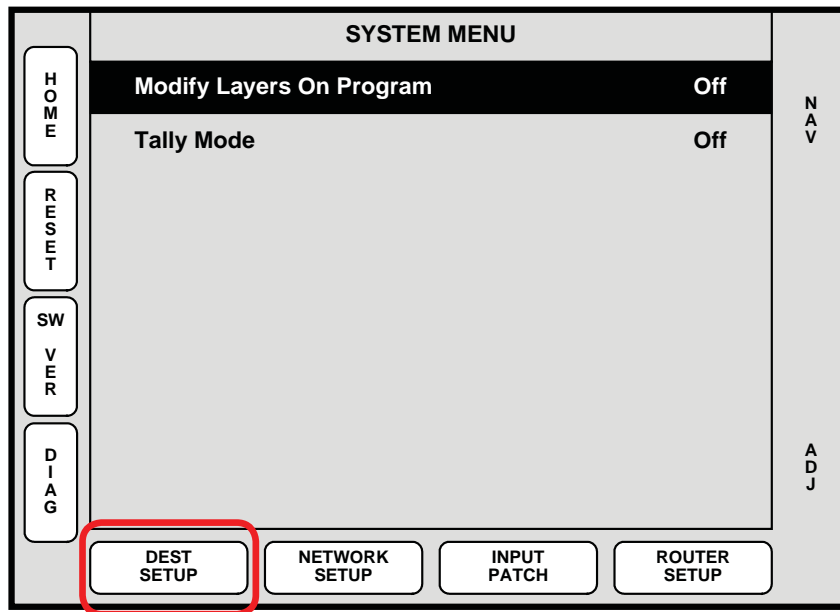 SYSTEM MENU
HOME
Modify Layers On Program Off
NAV
Tally Mode Off
RESET
SW VER
DIAG
ADJ
DEST SETUP
NETWORK SETUP
INPUT PATCH
ROUTER SETUP